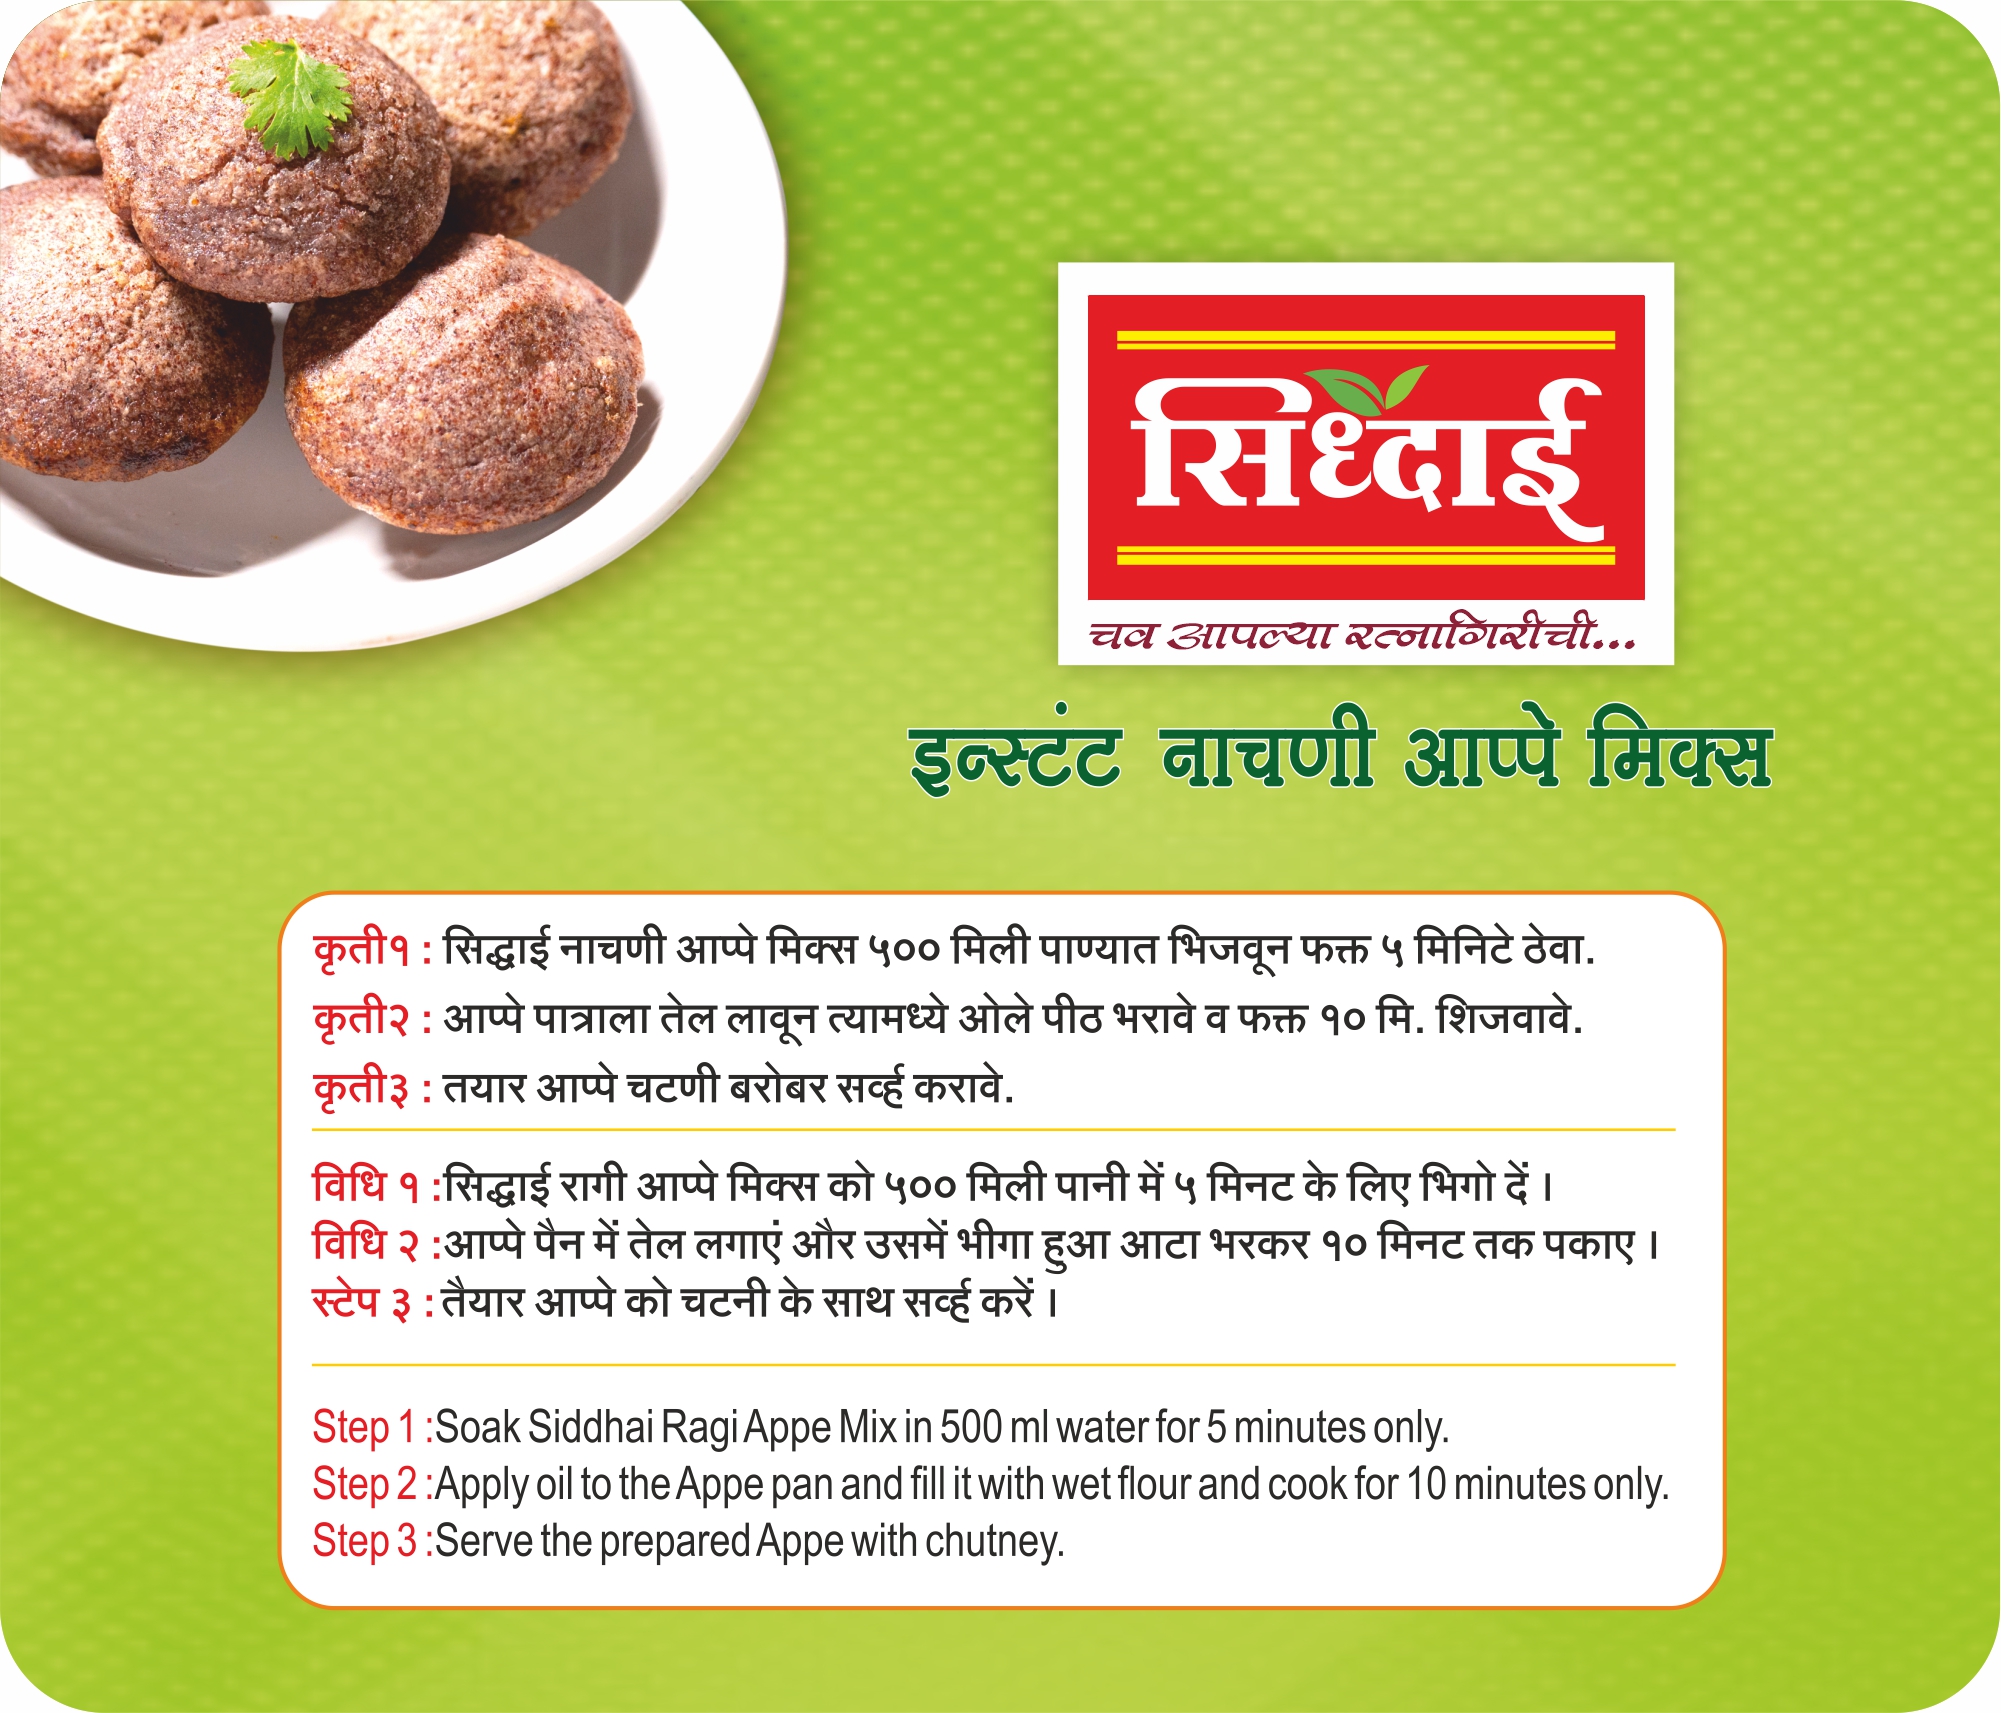 सिध्दाई
चव आपल्या रत्नागिरीची...
इन्स्टंट नाचणी आप्पे मिक्स
कृती१ : सिद्धाई नाचणी आप्पे मिक्स ५०० मिली पाण्यात भिजवून फक्त ५ मिनिटे ठेवा.
कृती२ : आप्पे पात्राला तेल लावून त्यामध्ये ओले पीठ भरावे व फक्त १० मि. शिजवावे.
कृती३ : तयार आप्पे चटणी बरोबर सर्व्ह करावे.
विधि १ :सिद्धाई रागी आप्पे मिक्स को ५०० मिली पानी में ५ मिनट के लिए भिगो दें ।
विधि २ :आप्पे पैन में तेल लगाएं और उसमें भीगा हुआ आटा भरकर १० मिनट तक पकाए ।
स्टेप ३ : तैयार आप्पे को चटनी के साथ सर्व्ह करें ।
Step 1 :Soak Siddhai Ragi Appe Mix in 500 ml water for 5 minutes only.
Step 2 :Apply oil to the Appe pan and fill it with wet flour and cook for 10 minutes only.
Step 3 :Serve the prepared Appe with chutney.